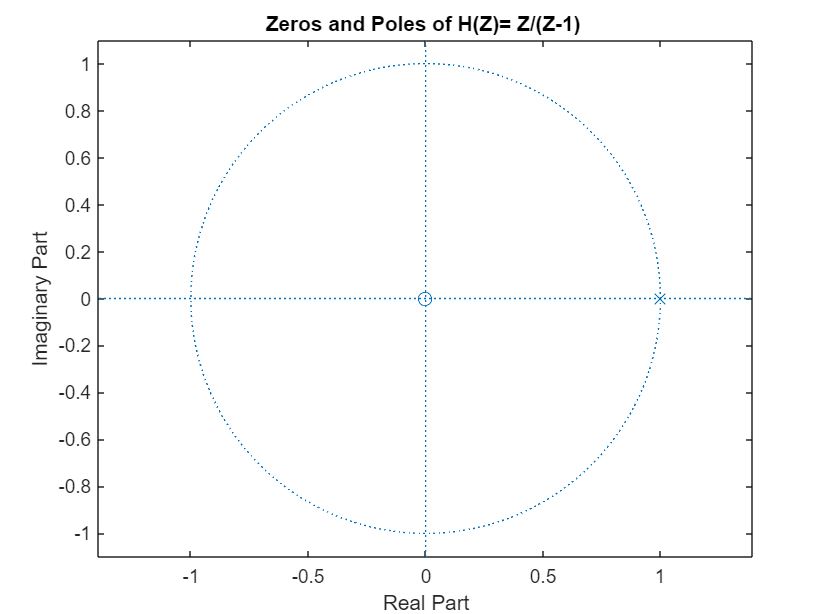 Zeros and Poles of H(Z)= Z/(Z-1)
1
0.8
0.6
0.4
0.2
0
-0.2
-0.4
-0.6
-0.8
-1
Imaginary Part
-1 -0.5 0 0.5 1
Real Part